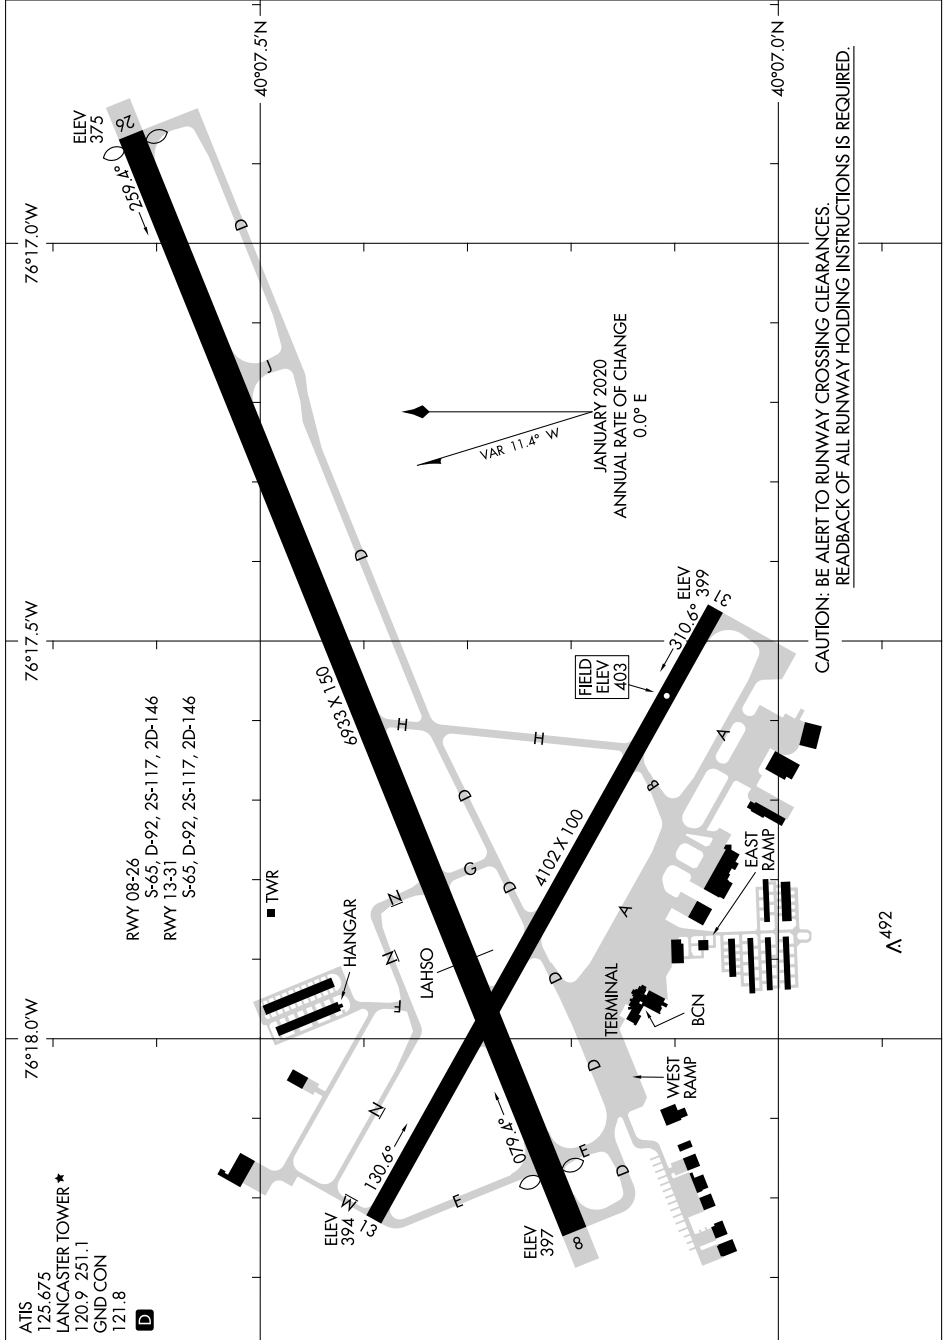 ATIS
125.675
LANCASTER TOWER ★
120.9 251.1
GND CON
121.8
D
76°18.0'W
76°17.5'W
76°17.0'W
40°07.5'N
40°07.0'N
RWY 08-26
S-65, D-92, 2S-117, 2D-146
RWY 13-31
S-65, D-92, 2S-117, 2D-146
TWR
HANGAR
LAHSO
ELEV
394
13
130.6°
ELEV
397
8
079.4°
6933 X 150
259.4°
26
ELEV
375
4102 X 100
FIELD
ELEV
403
310.6°
ELEV
399
31
M
N
N
N
F
E
E
D
D
D
D
D
D
D
G
H
H
J
B
A
A
TERMINAL
BCN
WEST
RAMP
EAST
RAMP
492
VAR 11.4° W
JANUARY 2020
ANNUAL RATE OF CHANGE
0.0° E
CAUTION: BE ALERT TO RUNWAY CROSSING CLEARANCES.
READBACK OF ALL RUNWAY HOLDING INSTRUCTIONS IS REQUIRED.